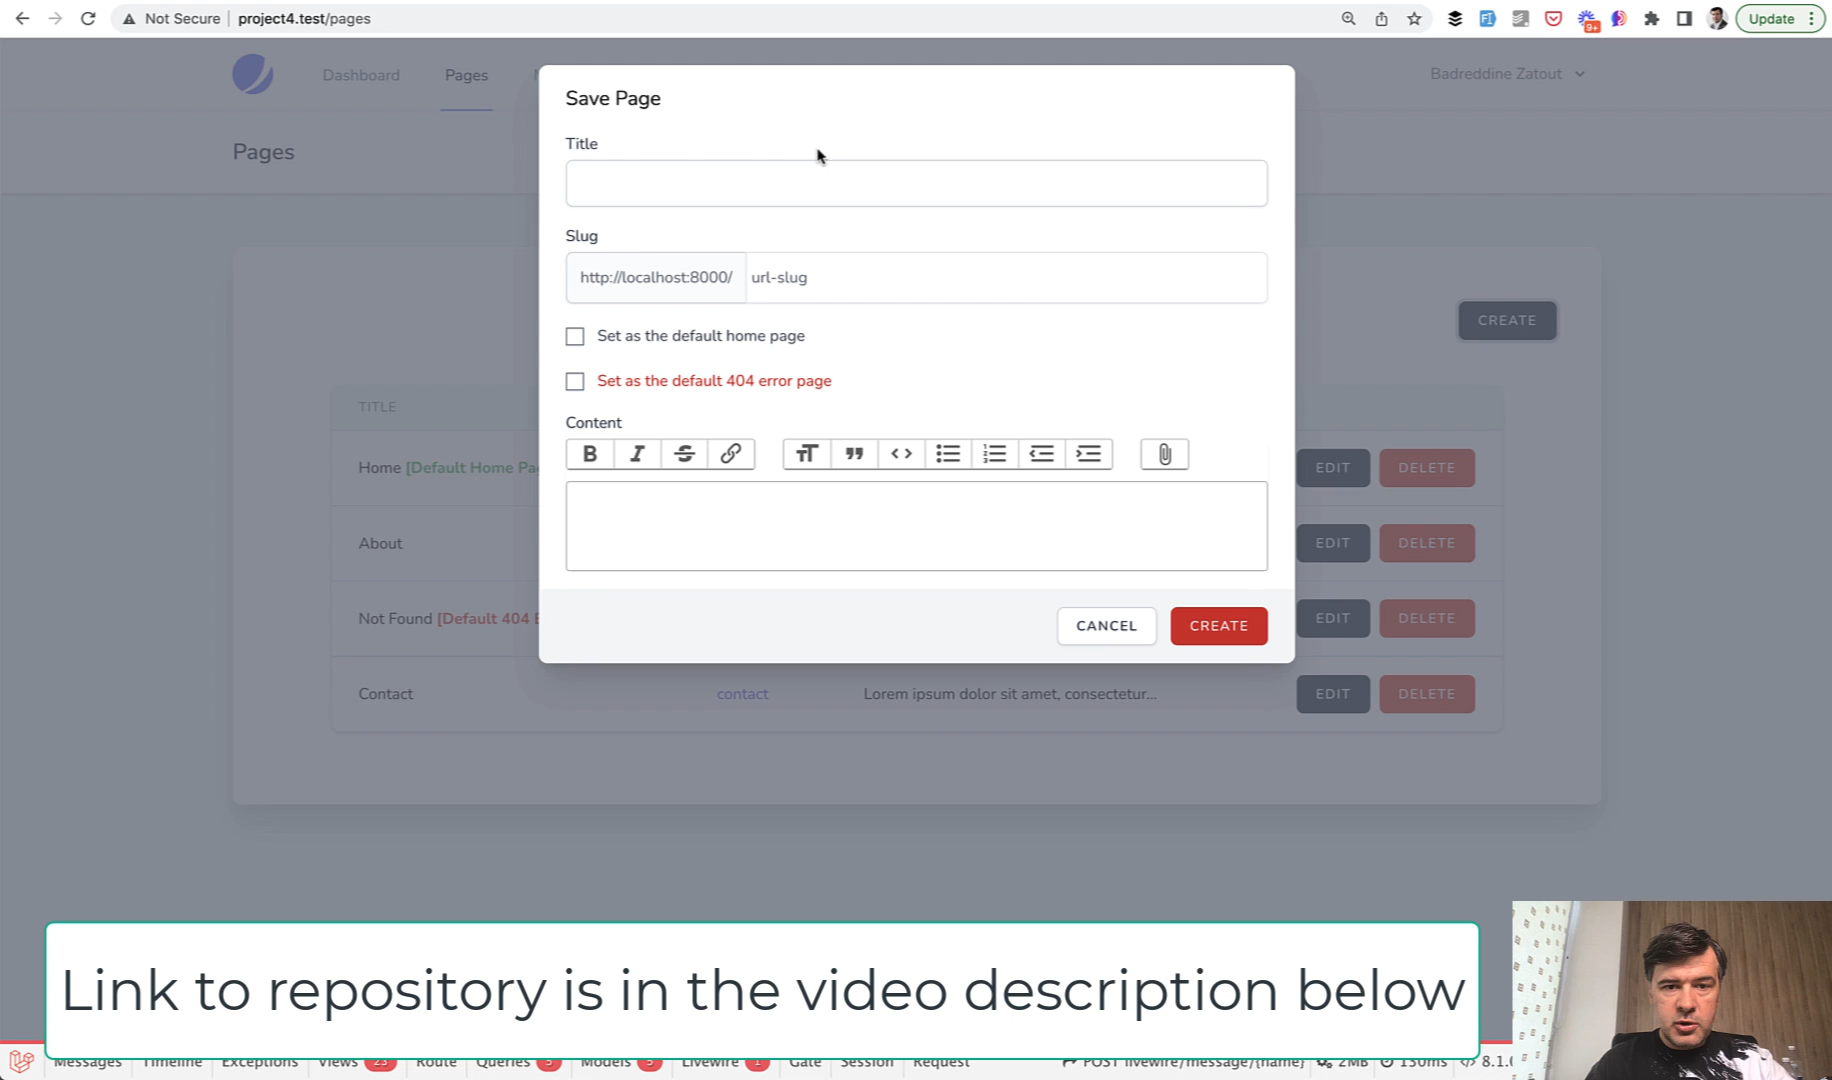 Not Secure project4.test/pages
9+
Update
Dashboard Pages
Badreddine Zatout
Pages
Save Page
Title
Slug
http://localhost:8000/ url-slug
Set as the default home page
Set as the default 404 error page
Content
CREATE
TITLE
Home [Default Home Pa
EDIT DELETE
About
EDIT DELETE
Not Found [Default 404
EDIT DELETE
CANCEL CREATE
Contact contact Lorem ipsum dolor sit amet, consectetur...
EDIT DELETE
Link to repository is in the video description below
Messages Timeline Exceptions Views 23 Route Queries Models Livewire 1 Gate Session Request POST livewire/message/{name} 2MB 130ms 8.1.